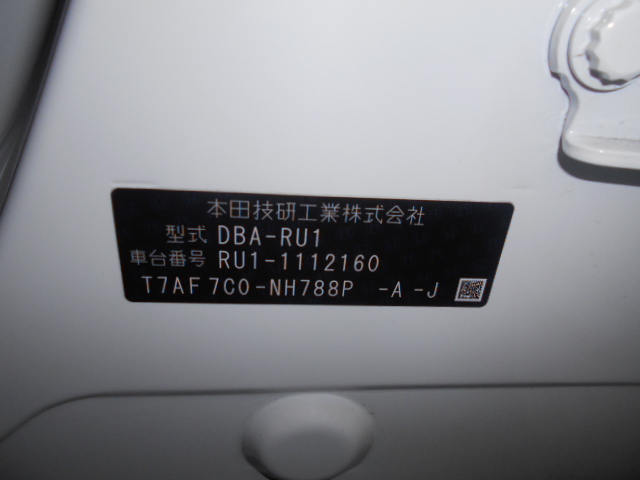 本田技研工業株式会社
型式 DBA-RU1
車台番号 RU1-1112160
T7AF7C0-NH788P -A -J